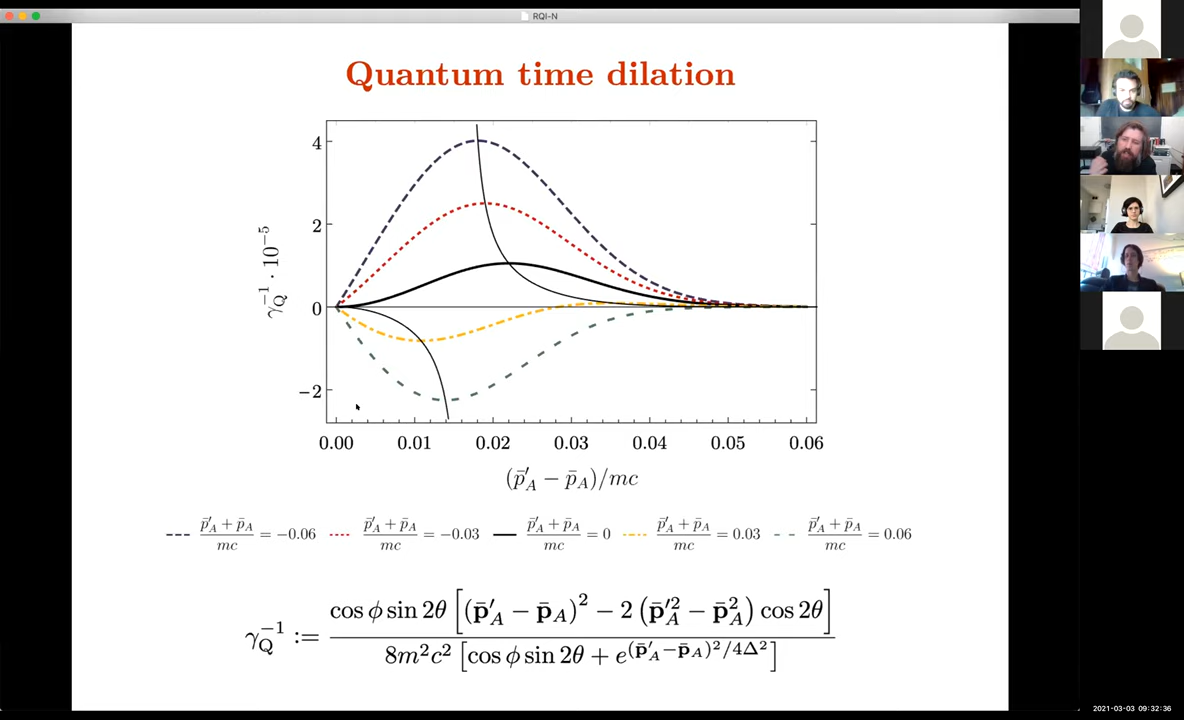 RQI-N
Quantum time dilation
4
2
0
−2
γ_Q^{-1} · 10^{-5}
0.00 0.01 0.02 0.03 0.04 0.05 0.06
(p̄′_A − p̄_A)/mc
--- (p̄′_A + p̄_A)/mc = −0.06 ···· (p̄′_A + p̄_A)/mc = −0.03 — (p̄′_A + p̄_A)/mc = 0 -·-· (p̄′_A + p̄_A)/mc = 0.03 - - (p̄′_A + p̄_A)/mc = 0.06
γ_Q^{-1} := cos ϕ sin 2θ [(p̄′_A − p̄_A)^2 − 2 (p̄′^2_A − p̄^2_A) cos 2θ] / 8m^2c^2 [cos ϕ sin 2θ + e^{(p̄′_A − p̄_A)^2/4Δ^2}]
2021-03-03 09:32:36